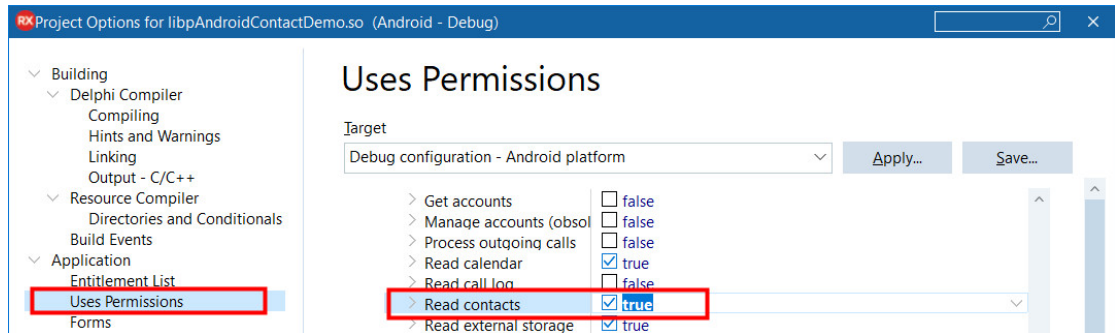 RX Project Options for libpAndroidContactDemo.so (Android - Debug)
Building
Delphi Compiler
Compiling
Hints and Warnings
Linking
Output - C/C++
Resource Compiler
Directories and Conditionals
Build Events
Application
Entitlement List
Uses Permissions
Forms
Uses Permissions
Target
Debug configuration - Android platform
Apply...
Save...
Get accounts false
Manage accounts (obsol false
Process outgoing calls false
Read calendar true
Read call log false
Read contacts true
Read external storage true